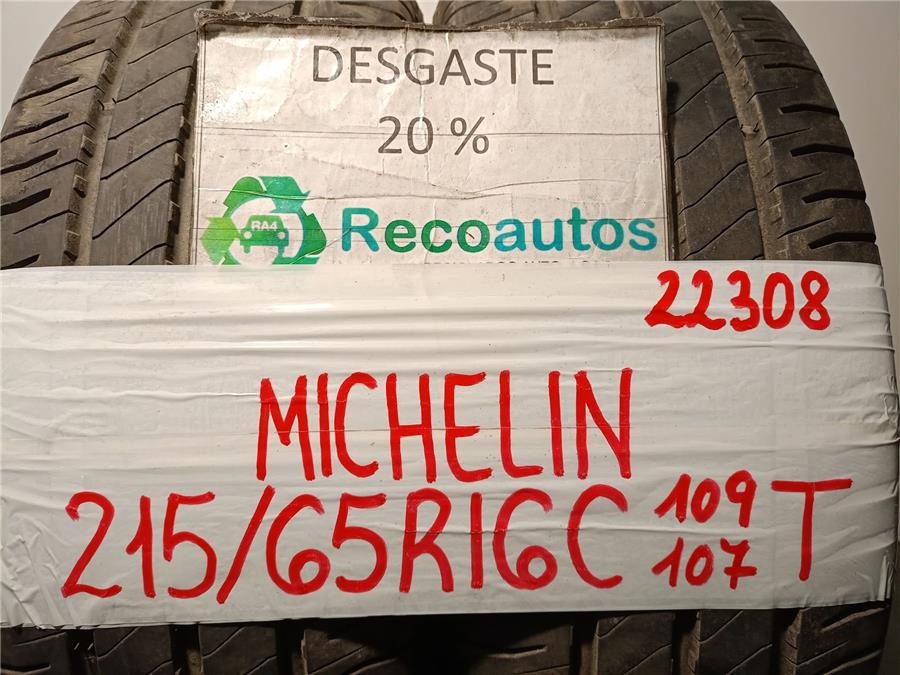 DESGASTE
20 %
RA4
Recoautos
22308
MICHELIN
215/65R16C 109 T
107